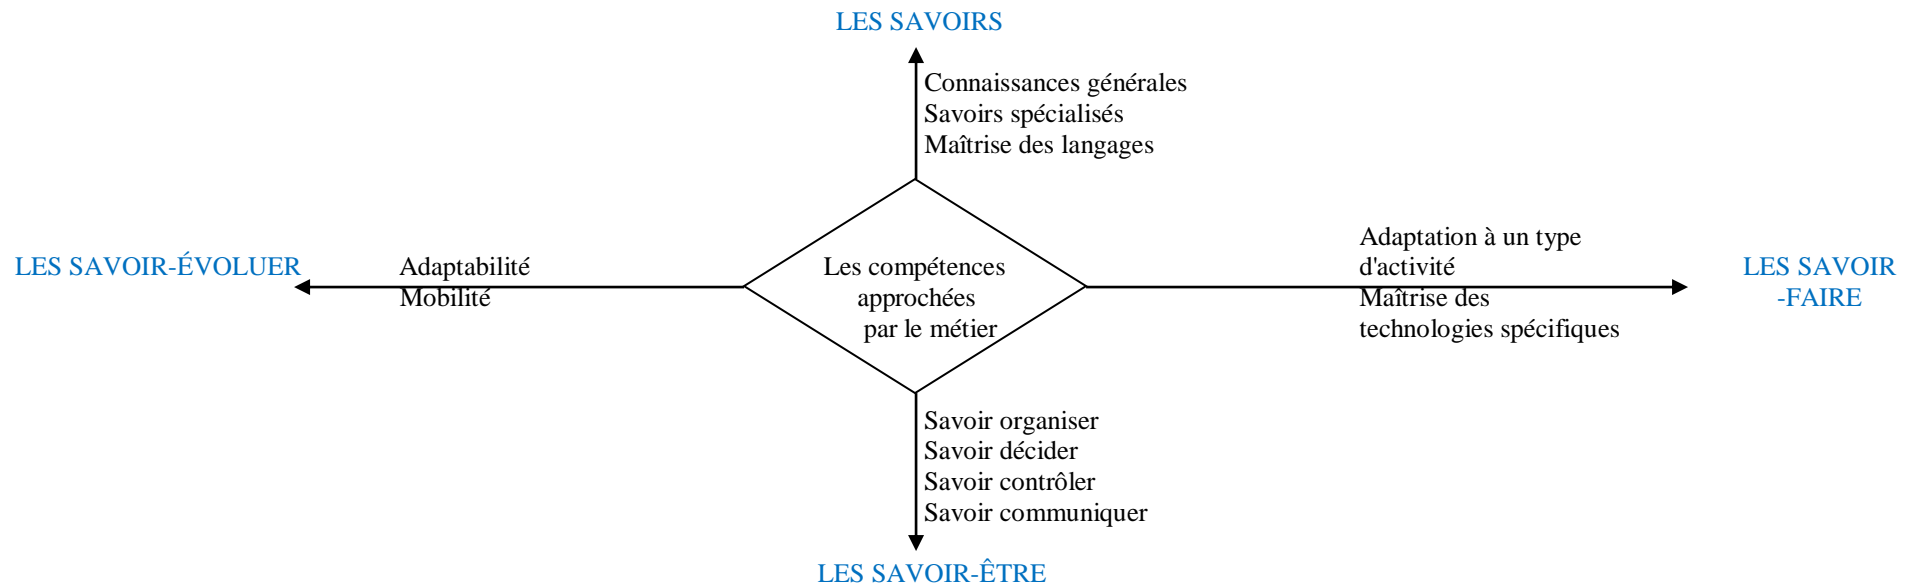 LES SAVOIRS
Connaissances générales
Savoirs spécialisés
Maîtrise des langages
LES SAVOIR-ÉVOLUER
Adaptabilité
Mobilité
Les compétences
approchées
par le métier
Adaptation à un type
d'activité
Maîtrise des
technologies spécifiques
LES SAVOIR
-FAIRE
Savoir organiser
Savoir décider
Savoir contrôler
Savoir communiquer
LES SAVOIR-ÊTRE